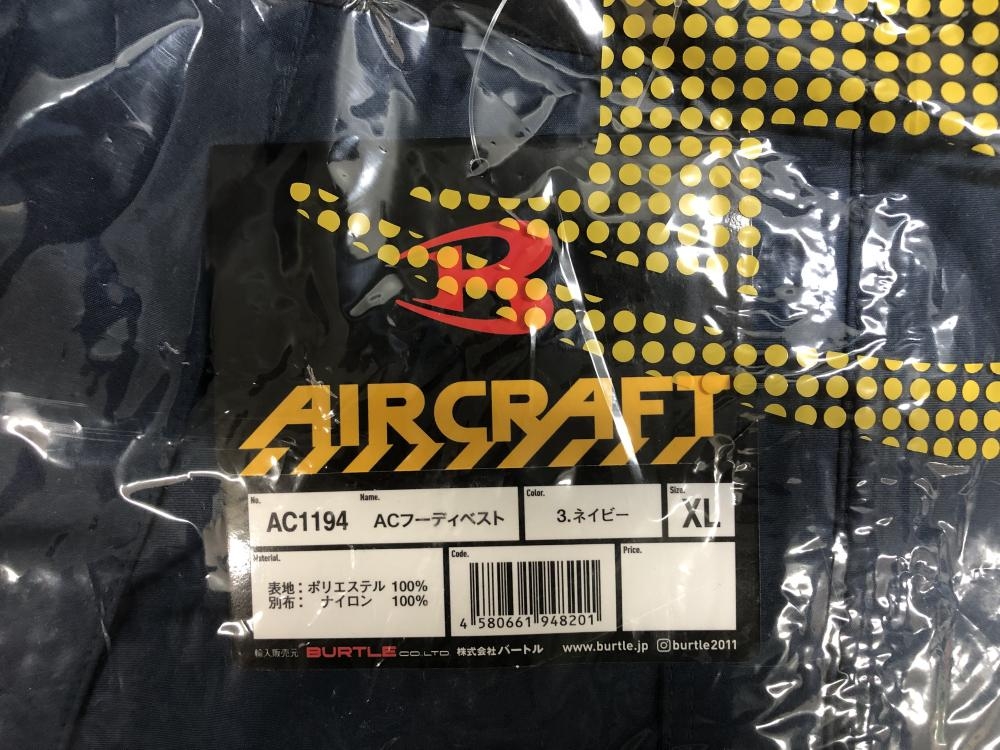 B
AIRCRAFT
No. Name. Color. Size.
AC1194 ACフーディベスト 3.ネイビー XL
Material. Code. Price.
表地：ポリエステル 100%
別布： ナイロン 100%
4 580661 948201
輸入販売元 BURTLE CO.LTD 株式会社バートル www.burtle.jp burtle2011